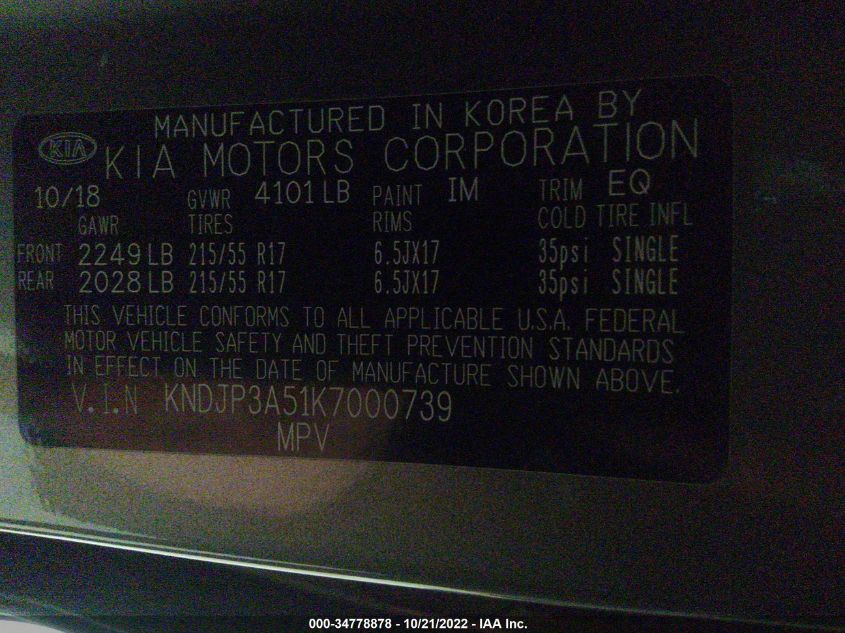 MANUFACTURED IN KOREA BY
KIA KIA MOTORS CORPORATION
10/18 GVWR 4101 LB PAINT IM TRIM EQ
GAWR TIRES RIMS COLD TIRE INFL
FRONT 2249 LB 215/55 R17 6.5JX17 35psi SINGLE
REAR 2028 LB 215/55 R17 6.5JX17 35psi SINGLE
THIS VEHICLE CONFORMS TO ALL APPLICABLE U.S.A. FEDERAL
MOTOR VEHICLE SAFETY AND THEFT PREVENTION STANDARDS
IN EFFECT ON THE DATE OF MANUFACTURE SHOWN ABOVE.
V.I.N KNDJP3A51K7000739
MPV
000-34778878 - 10/21/2022 - IAA Inc.